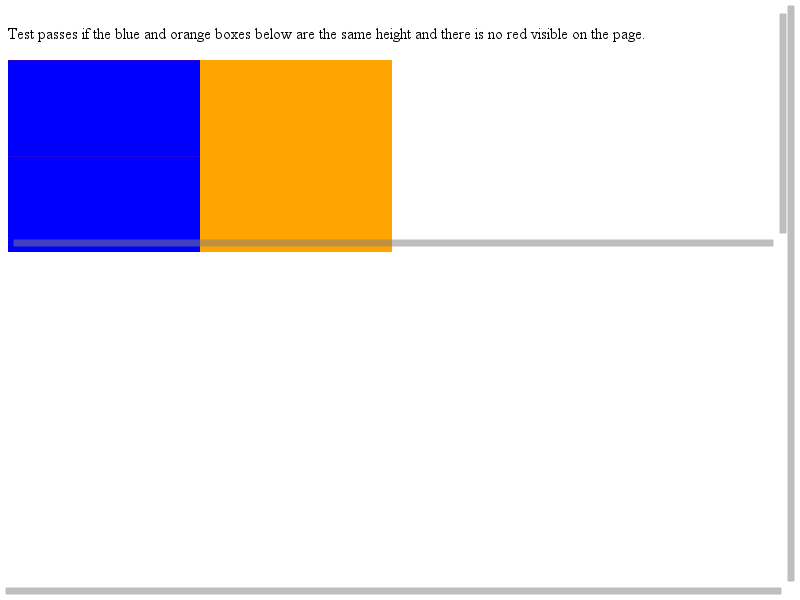 Test passes if the blue and orange boxes below are the same height and there is no red visible on the page.